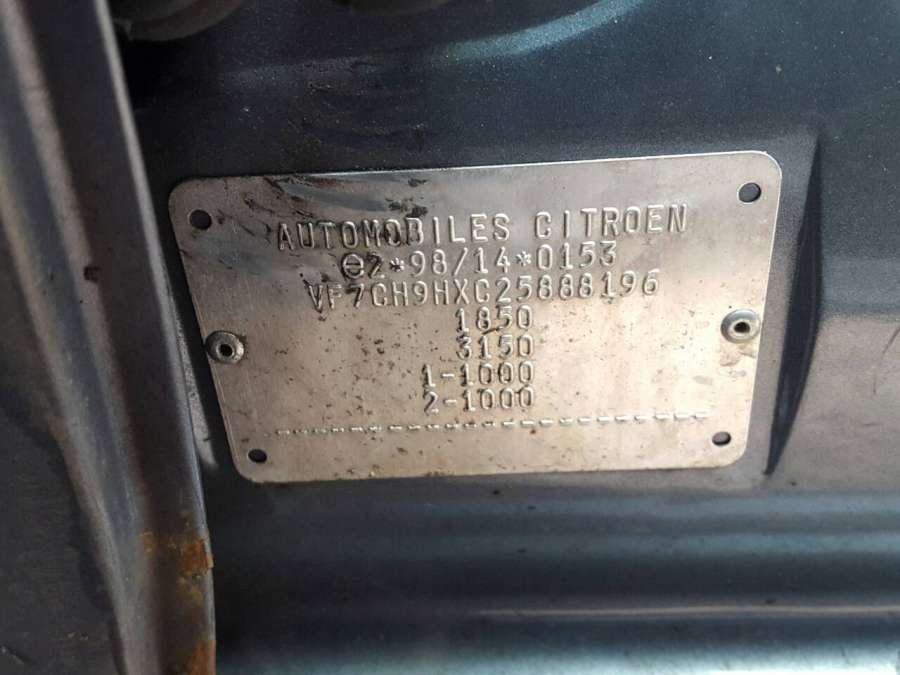 AUTOMOBILES CITROEN
e2*98/14*0153
VF7CH9HXC25888196
1850
3150
1-1000
2-1000